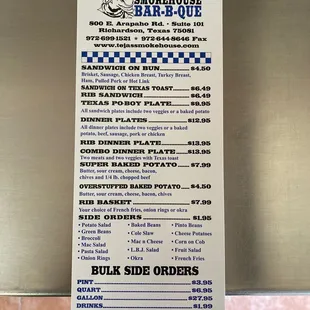 SMOKEHOUSE
BAR-B-QUE
800 E. Arapaho Rd. • Suite 101
Richardson, Texas 75081
972-699-1521 • 972-644-8646 Fax
www.tejassmokehouse.com
SANDWICH ON BUN $4.50
Brisket, Sausage, Chicken Breast, Turkey Breast,
Ham, Pulled Pork or Hot Link
SANDWICH ON TEXAS TOAST $6.49
RIB SANDWICH $6.49
TEXAS PO-BOY PLATE $8.95
All sandwich plates include two veggies or a potato
DINNER PLATES $12.95
All dinner plates include two veggies or a baked
potato, beef, sausage, pork or chicken
RIB DINNER PLATE $13.95
COMBO DINNER PLATE $13.95
Two meats and two veggies with Texas toast
SUPER BAKED POTATO $7.99
Butter, sour cream, cheese, bacon,
chives and 1/4 lb. chopped beef
OVERSTUFFED BAKED POTATO $4.50
Butter, sour cream, cheese, bacon, chives
RIB BASKET $7.99
Your choice of French fries, onion rings or okra
SIDE ORDERS $1.95
• Potato Salad • Baked Beans • Pinto Beans
• Green Beans • Cole Slaw • Cheese Potatoes
• Broccoli • Mac n Cheese • Corn on Cob
• Mac Salad • L.B.J. Salad • Fruit Salad
• Pasta Salad • Okra • French Fries
• Onion Rings
BULK SIDE ORDERS
PINT $3.95
QUART $6.95
GALLON $27.95
DRINKS $1.99